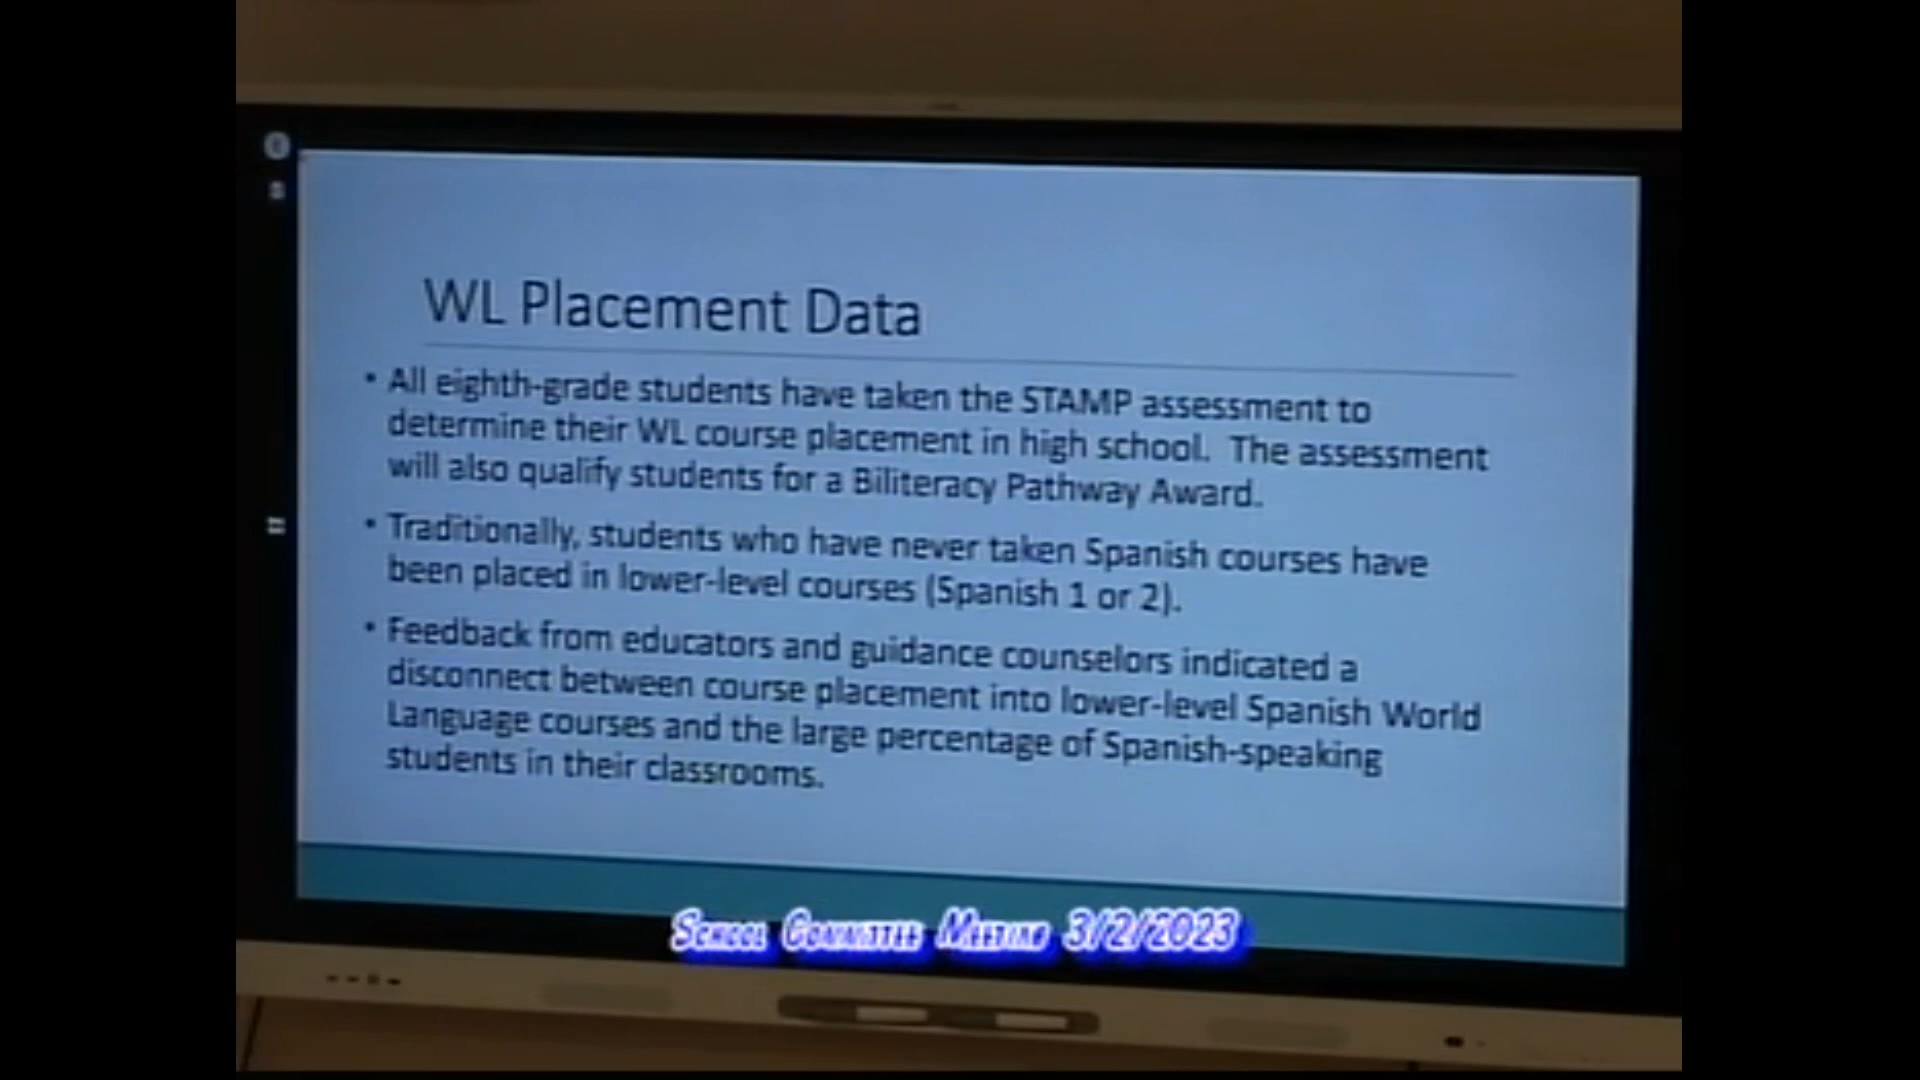 WL Placement Data
• All eighth-grade students have taken the STAMP assessment to
determine their WL course placement in high school. The assessment
will also qualify students for a Biliteracy Pathway Award.
• Traditionally, students who have never taken Spanish courses have
been placed in lower-level courses (Spanish 1 or 2).
• Feedback from educators and guidance counselors indicated a
disconnect between course placement into lower-level Spanish World
Language courses and the large percentage of Spanish-speaking
students in their classrooms.
School Committee Meeting 3/2/2023